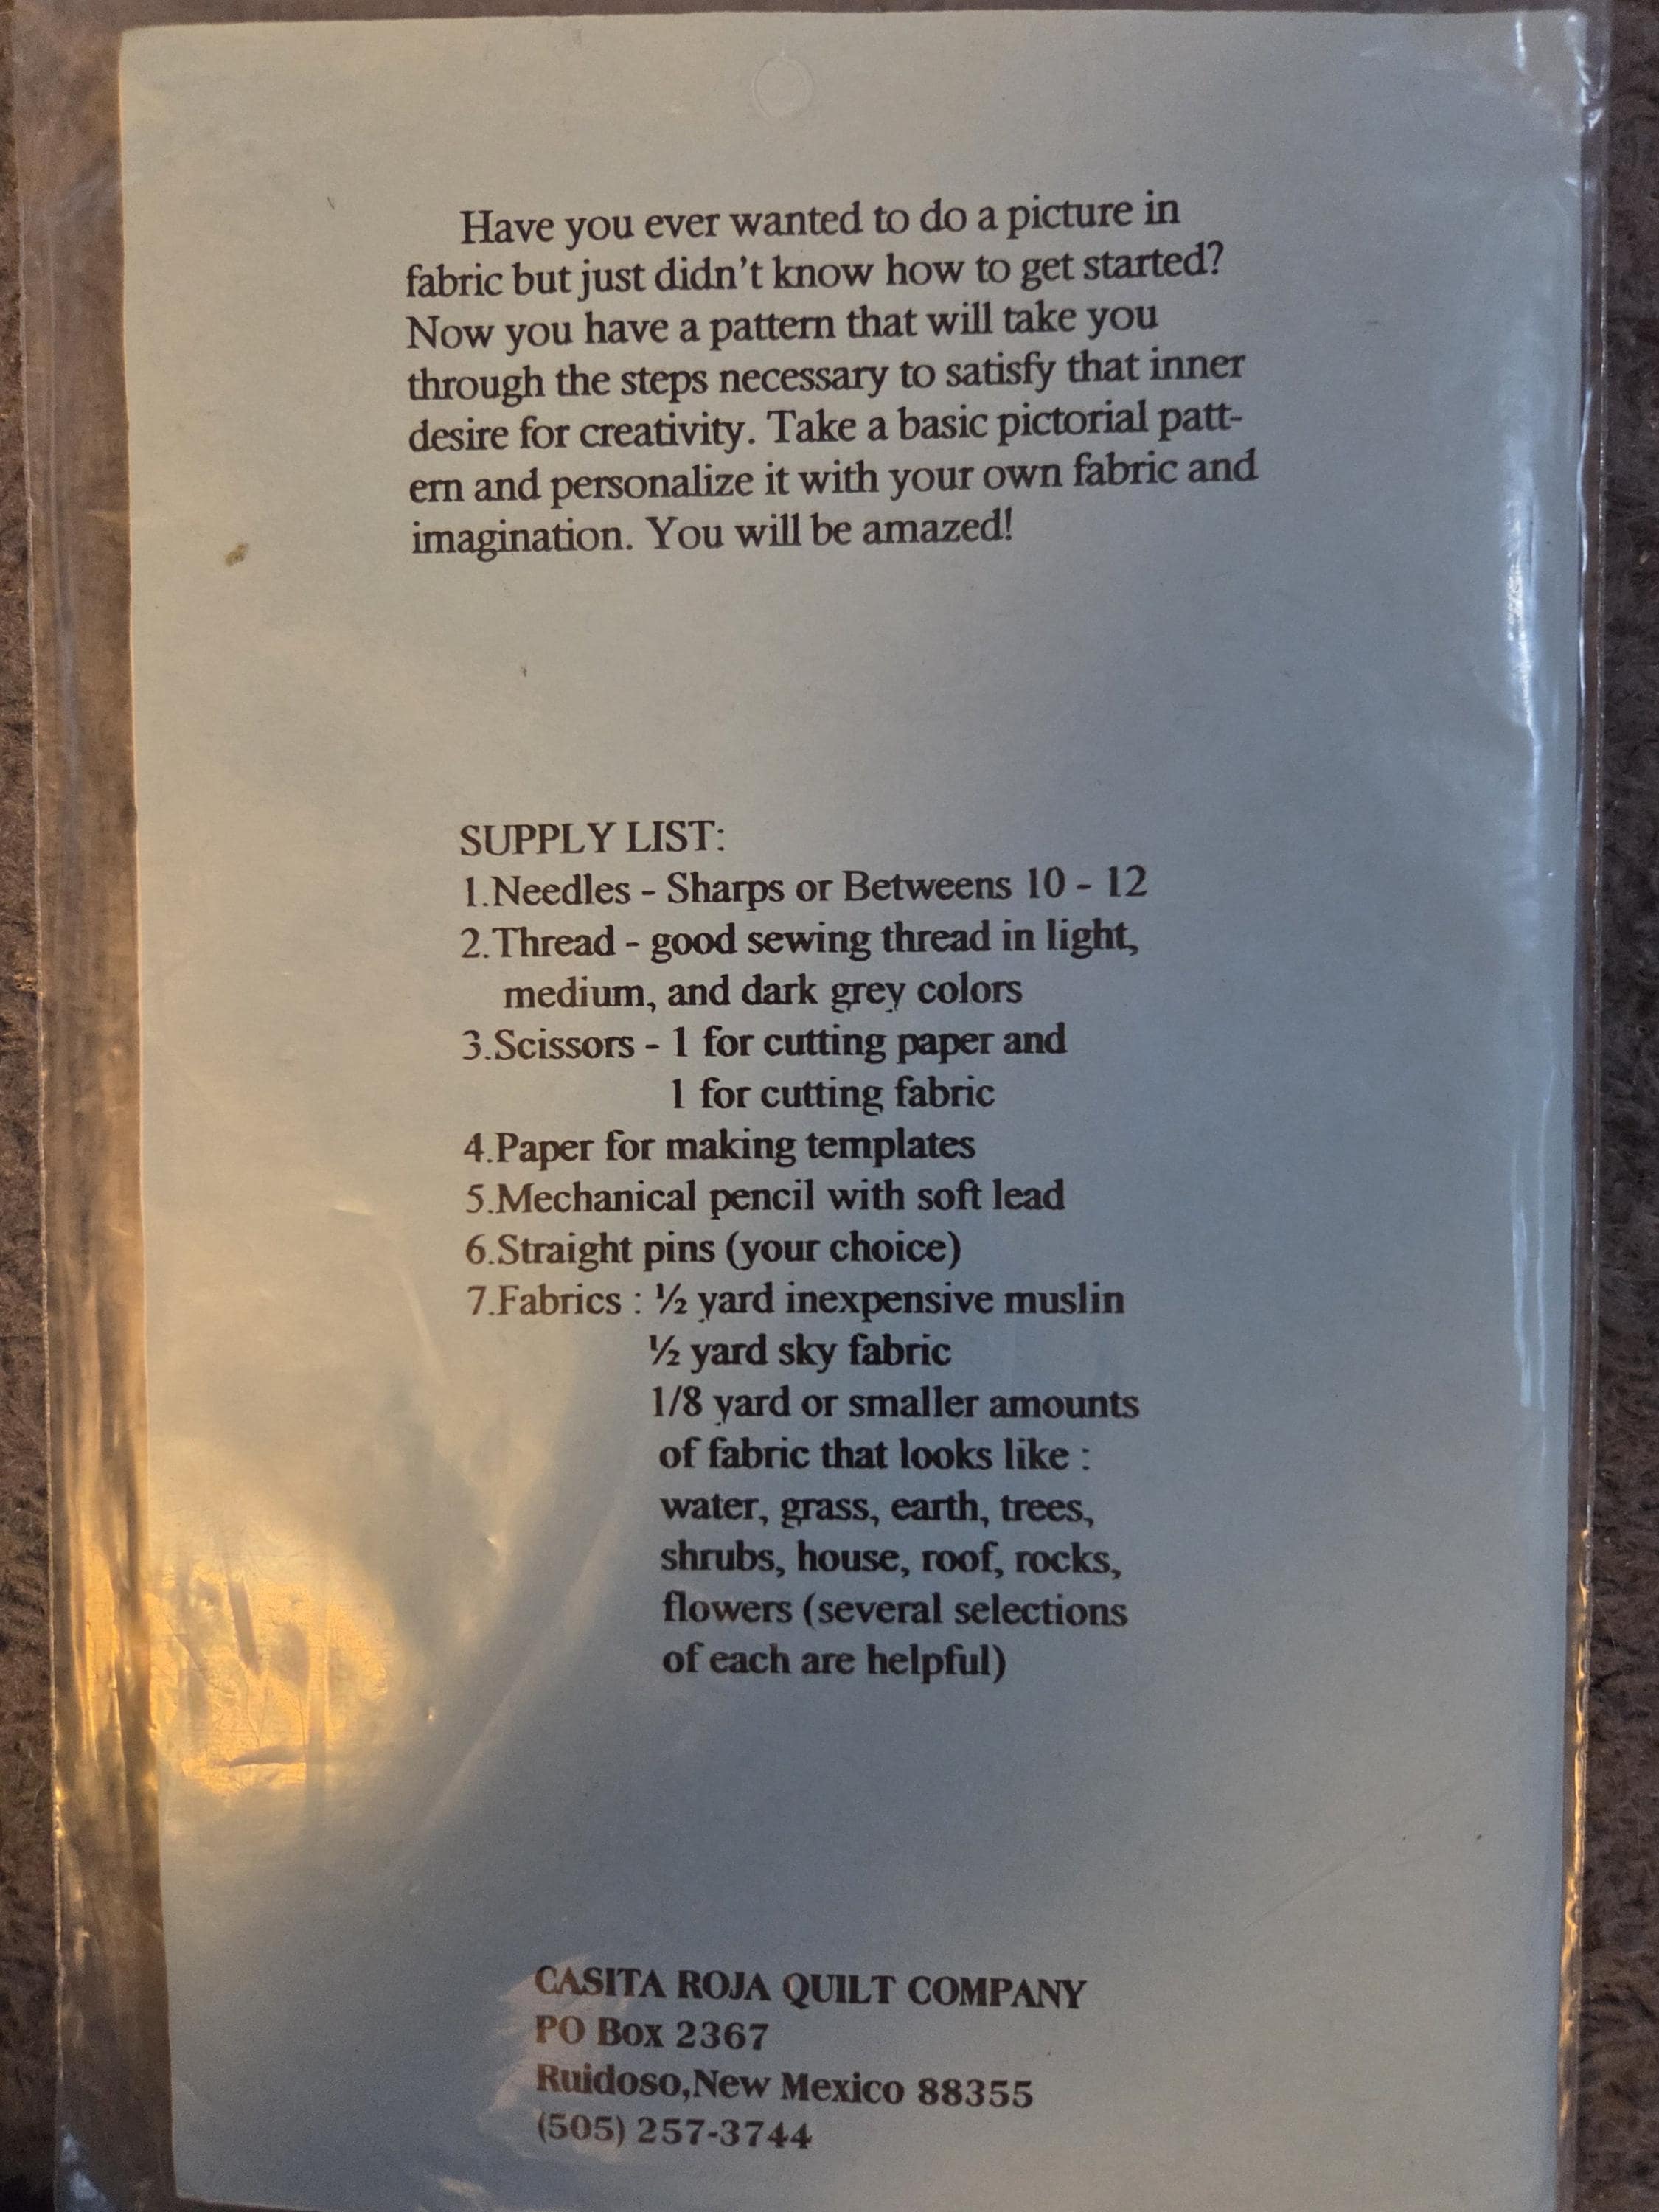 Have you ever wanted to do a picture in
fabric but just didn't know how to get started?
Now you have a pattern that will take you
through the steps necessary to satisfy that inner
desire for creativity. Take a basic pictorial patt-
ern and personalize it with your own fabric and
imagination. You will be amazed!
SUPPLY LIST:
1.Needles - Sharps or Betweens 10 - 12
2.Thread - good sewing thread in light,
medium, and dark grey colors
3.Scissors - 1 for cutting paper and
1 for cutting fabric
4.Paper for making templates
5.Mechanical pencil with soft lead
6.Straight pins (your choice)
7.Fabrics : ½ yard inexpensive muslin
½ yard sky fabric
1/8 yard or smaller amounts
of fabric that looks like :
water, grass, earth, trees,
shrubs, house, roof, rocks,
flowers (several selections
of each are helpful)
CASITA ROJA QUILT COMPANY
PO Box 2367
Ruidoso,New Mexico 88355
(505) 257-3744